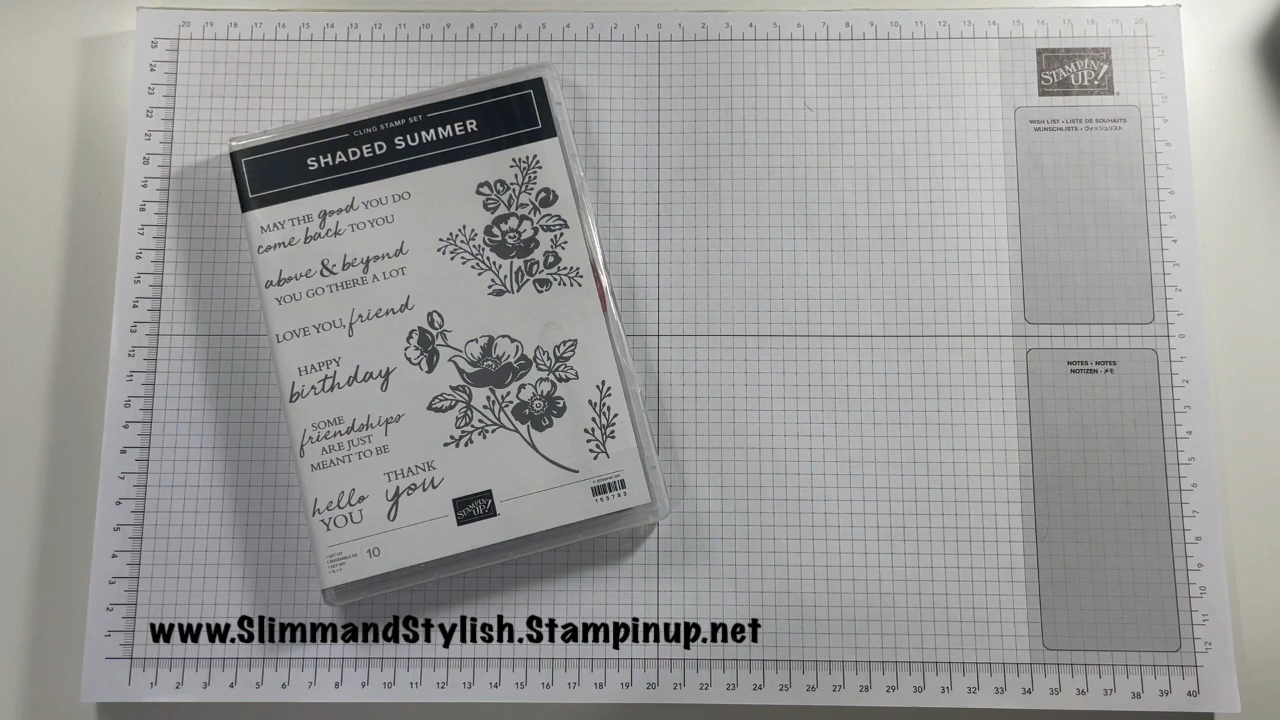 CLING STAMP SET
SHADED SUMMER
MAY THE good YOU DO
come back TO YOU
above & beyond
YOU GO THERE A LOT
LOVE YOU, friend
HAPPY
birthday
SOME
friendships
ARE JUST
MEANT TO BE
hello
YOU
THANK
you
STAMPIN' UP!
155783
10
STAMPIN' UP!
WISH LIST • LISTE DE SOUHAITS
WUNSCHLISTE • ウィッシュリスト
NOTES • NOTES
NOTIZEN • メモ
www.SlimmandStylish.Stampinup.net